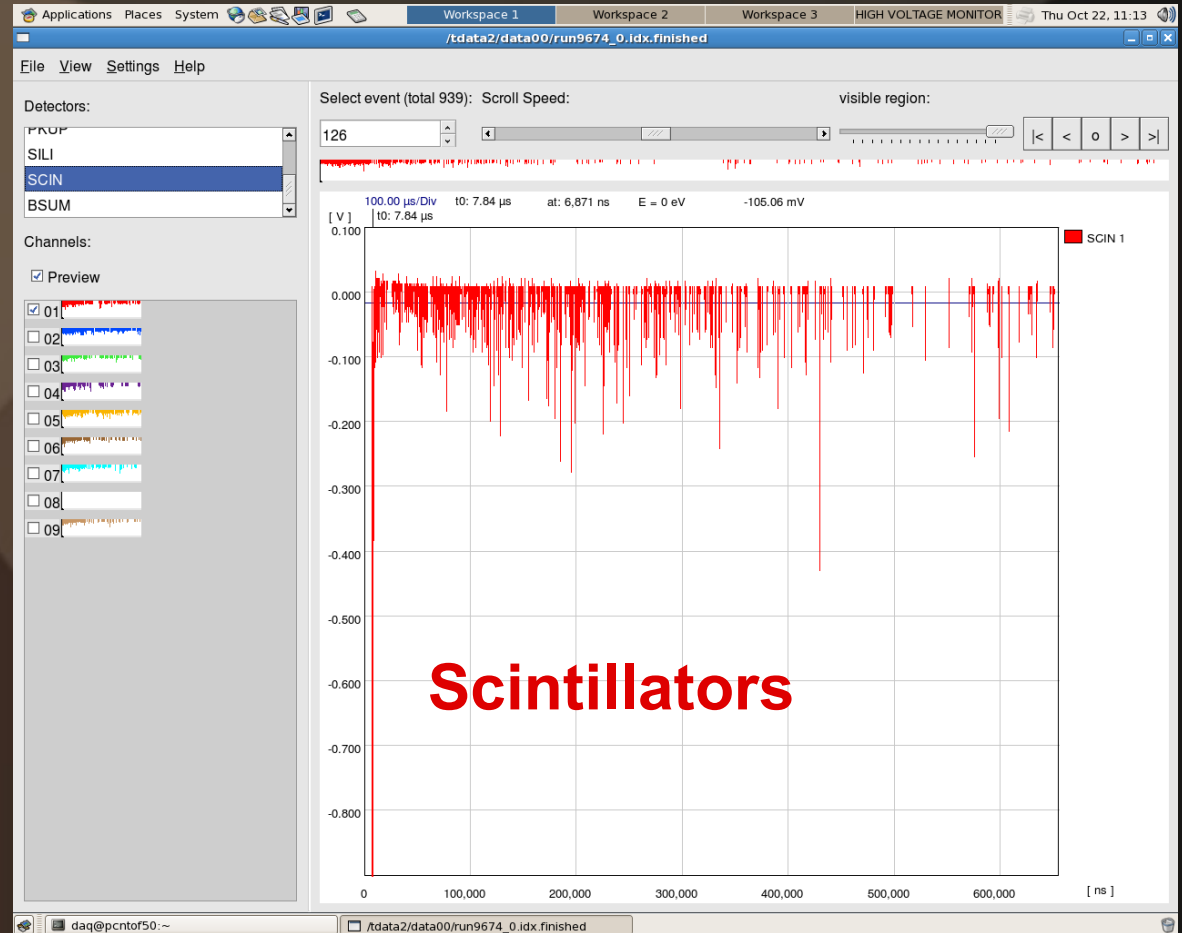 Applications Places System Workspace 1 Workspace 2 Workspace 3 HIGH VOLTAGE MONITOR Thu Oct 22, 11:13
/tdata2/data00/run9674_0.idx.finished
File View Settings Help
Detectors:
PKUP
SILI
SCIN
BSUM
Channels:
Preview
01
02
03
04
05
06
07
08
09
Select event (total 939): Scroll Speed: visible region:
126 |< < o > >|
100.00 µs/Div t0: 7.84 µs at: 6,871 ns E = 0 eV -105.06 mV
[ V ] t0: 7.84 µs
0.100
SCIN 1
0.000
-0.100
-0.200
-0.300
-0.400
-0.500
-0.600
Scintillators
-0.700
-0.800
0 100,000 200,000 300,000 400,000 500,000 600,000 [ ns ]
daq@pcntof50:~ /tdata2/data00/run9674_0.idx.finished